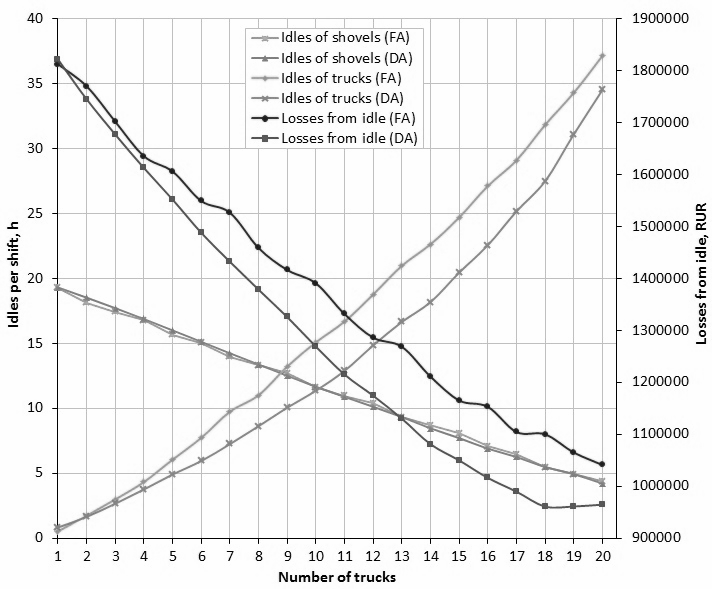 40
35
30
25
20
15
10
5
0
Idles per shift, h
Idles of shovels (FA)
Idles of shovels (DA)
Idles of trucks (FA)
Idles of trucks (DA)
Losses from idle (FA)
Losses from idle (DA)
1900000
1800000
1700000
1600000
1500000
1400000
1300000
1200000
1100000
1000000
900000
Losses from idle, RUR
1 2 3 4 5 6 7 8 9 10 11 12 13 14 15 16 17 18 19 20
Number of trucks